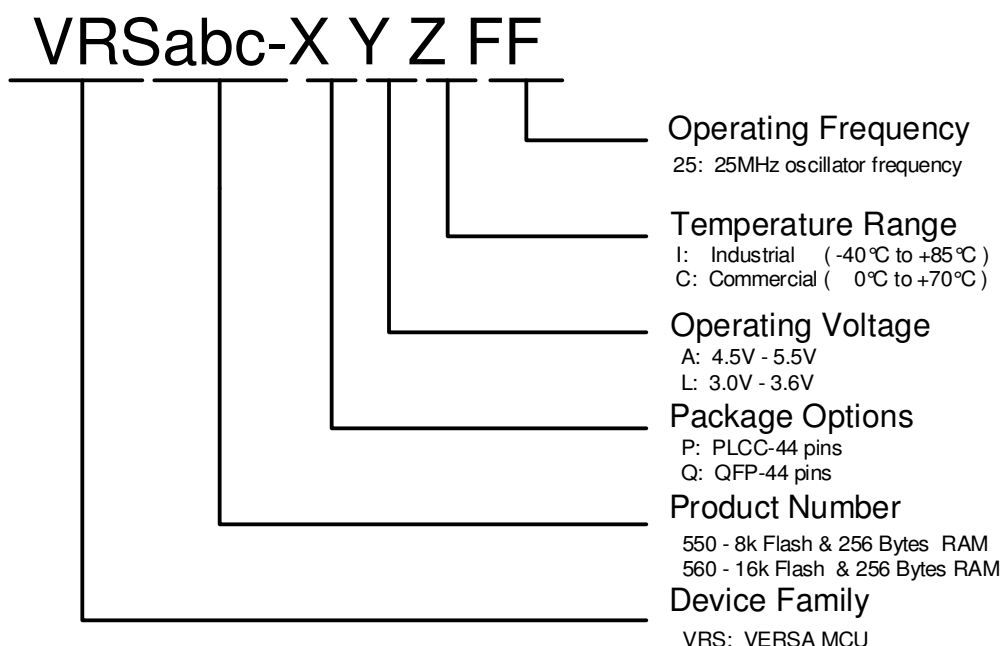 VRSabc-X Y Z FF
Operating Frequency
25: 25MHz oscillator frequency
Temperature Range
I: Industrial ( -40°C to +85°C )
C: Commercial ( 0°C to +70°C )
Operating Voltage
A: 4.5V - 5.5V
L: 3.0V - 3.6V
Package Options
P: PLCC-44 pins
Q: QFP-44 pins
Product Number
550 - 8k Flash & 256 Bytes RAM
560 - 16k Flash & 256 Bytes RAM
Device Family
VRS: VERSA MCU